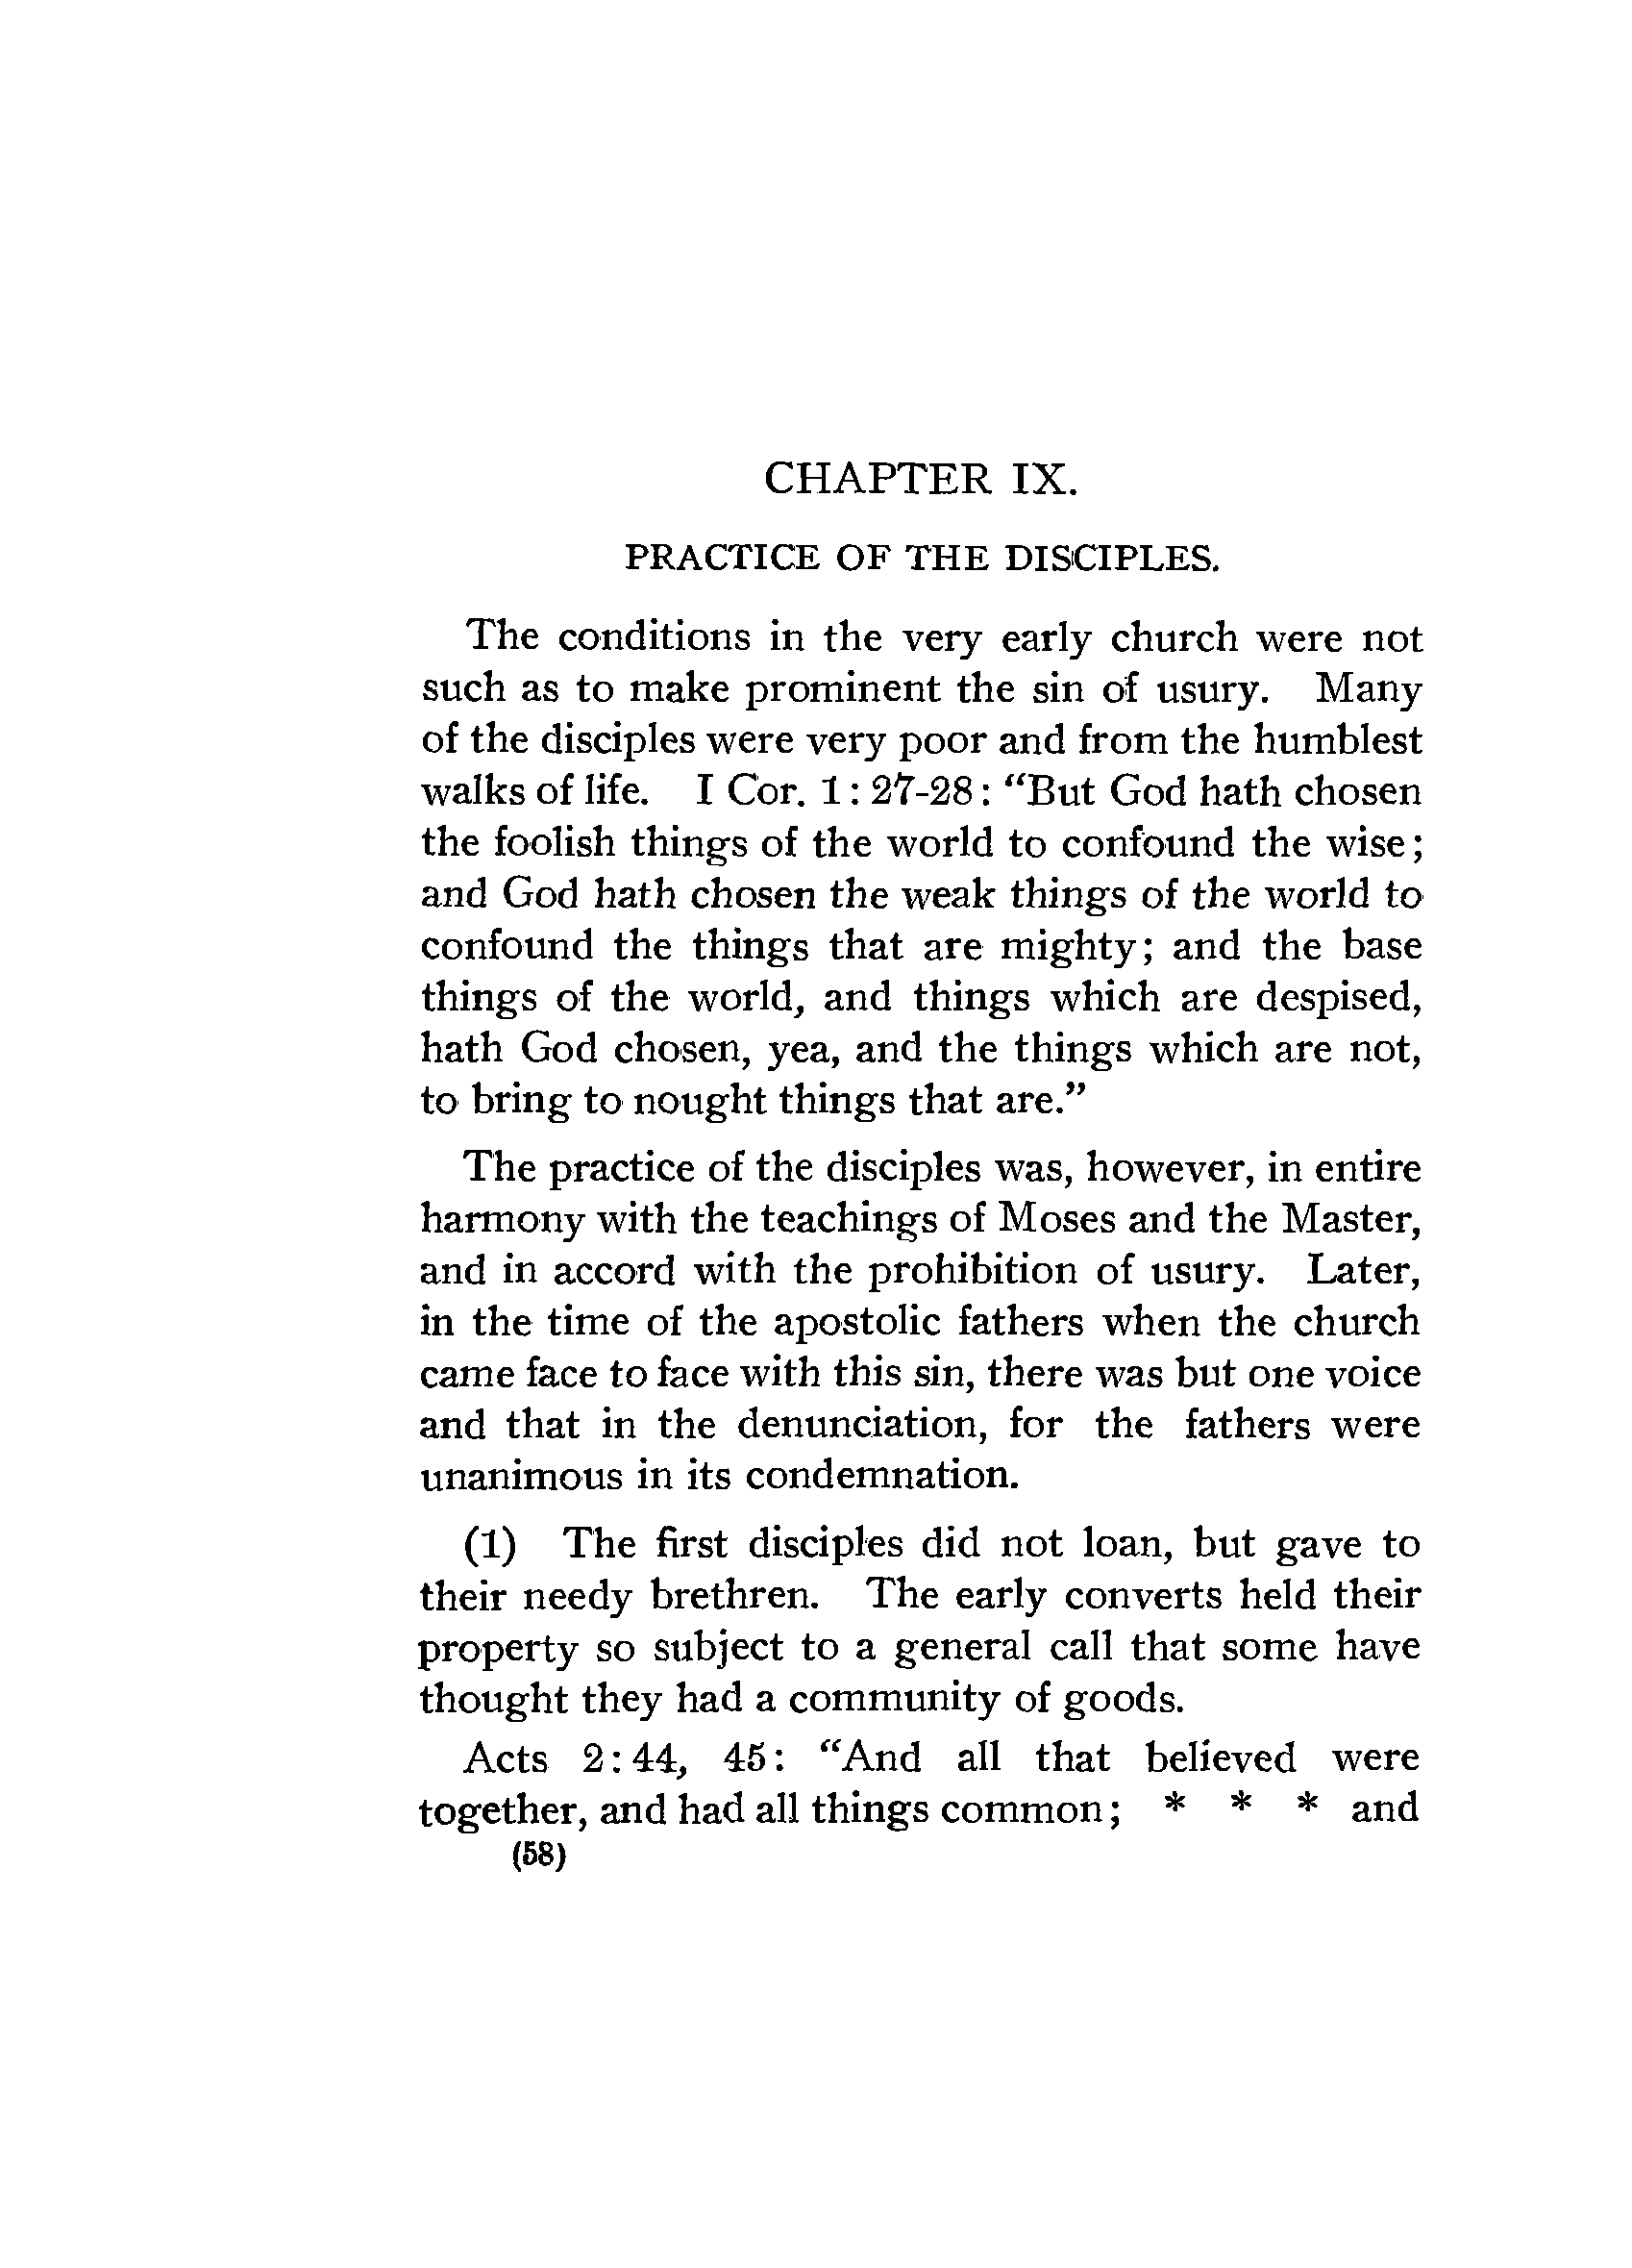 CHAPTER IX.
PRACTICE OF THE DISCIPLES.
The conditions in the very early church were not
such as to make prominent the sin of usury. Many
of the disciples were very poor and from the humblest
walks of life. I Cor. 1: 27-28: “But God hath chosen
the foolish things of the world to confound the wise;
and God hath chosen the weak things of the world to
confound the things that are mighty; and the base
things of the world, and things which are despised,
hath God chosen, yea, and the things which are not,
to bring to nought things that are.”
The practice of the disciples was, however, in entire
harmony with the teachings of Moses and the Master,
and in accord with the prohibition of usury. Later,
in the time of the apostolic fathers when the church
came face to face with this sin, there was but one voice
and that in the denunciation, for the fathers were
unanimous in its condemnation.
(1) The first disciples did not loan, but gave to
their needy brethren. The early converts held their
property so subject to a general call that some have
thought they had a community of goods.
Acts 2:44, 45: “And all that believed were
together, and had all things common; * * * and
(58)